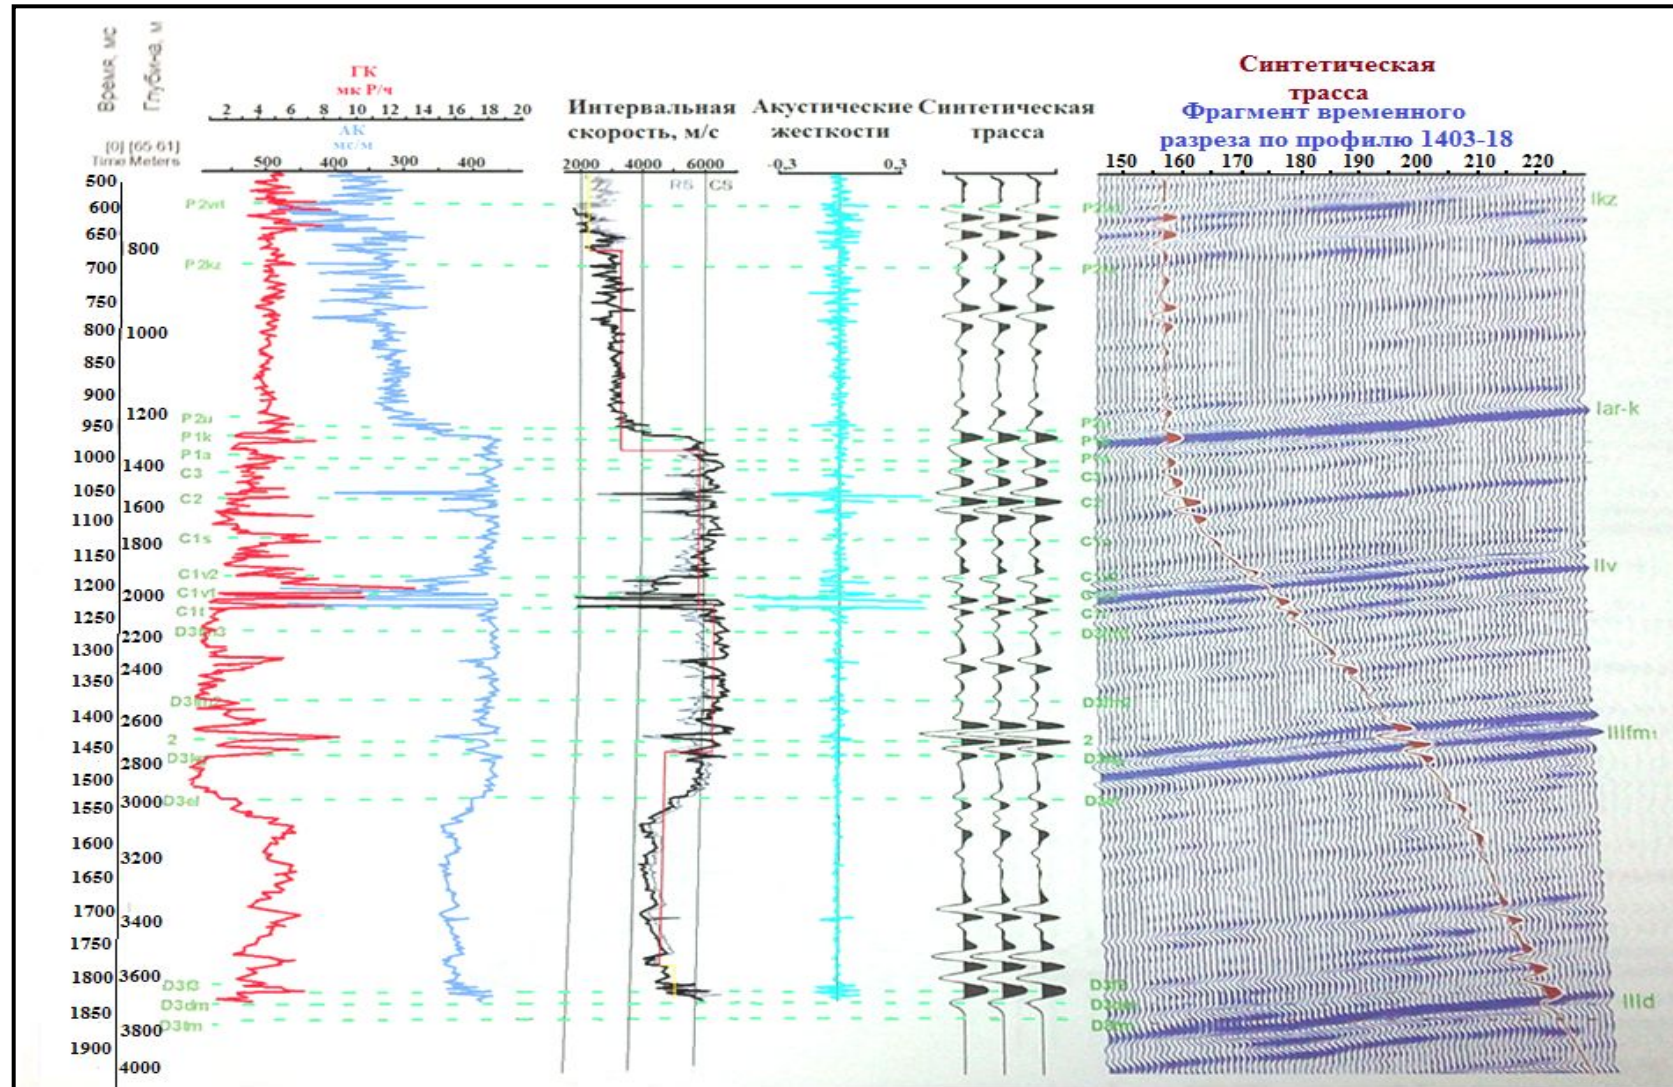 Время, мс
Глубина, м
[0] [65 61]
Time Meters
ГК
мк Р/ч
2 4 6 8 10 12 14 16 18 20
АК
мс/м
500 400 300 500 400
Интервальная
скорость, м/с
2000 4000 6000
RS CS
Акустические
жесткости
-0,3 0,3
Синтетическая
трасса
Синтетическая
трасса
Фрагмент временного
разреза по профилю 1403-18
150 160 170 180 190 200 210 220
500
600
650
700
750
800
850
900
950
1000
1050
1100
1150
1200
1250
1300
1350
1400
1450
1500
1550
1600
1650
1700
1750
1800
1850
1900
800
1000
1200
1400
1600
1800
2000
2200
2400
2600
2800
3000
3200
3400
3600
3800
4000
P2kz
P2u
P1k
P1a
C3
C2
C1s
C1v2
C1v1
C1t
2
D3el
D3f3
D3dm
D3tm
C3
C2
2
Ikz
Iar-k
IIv
IIIfm1
IIId